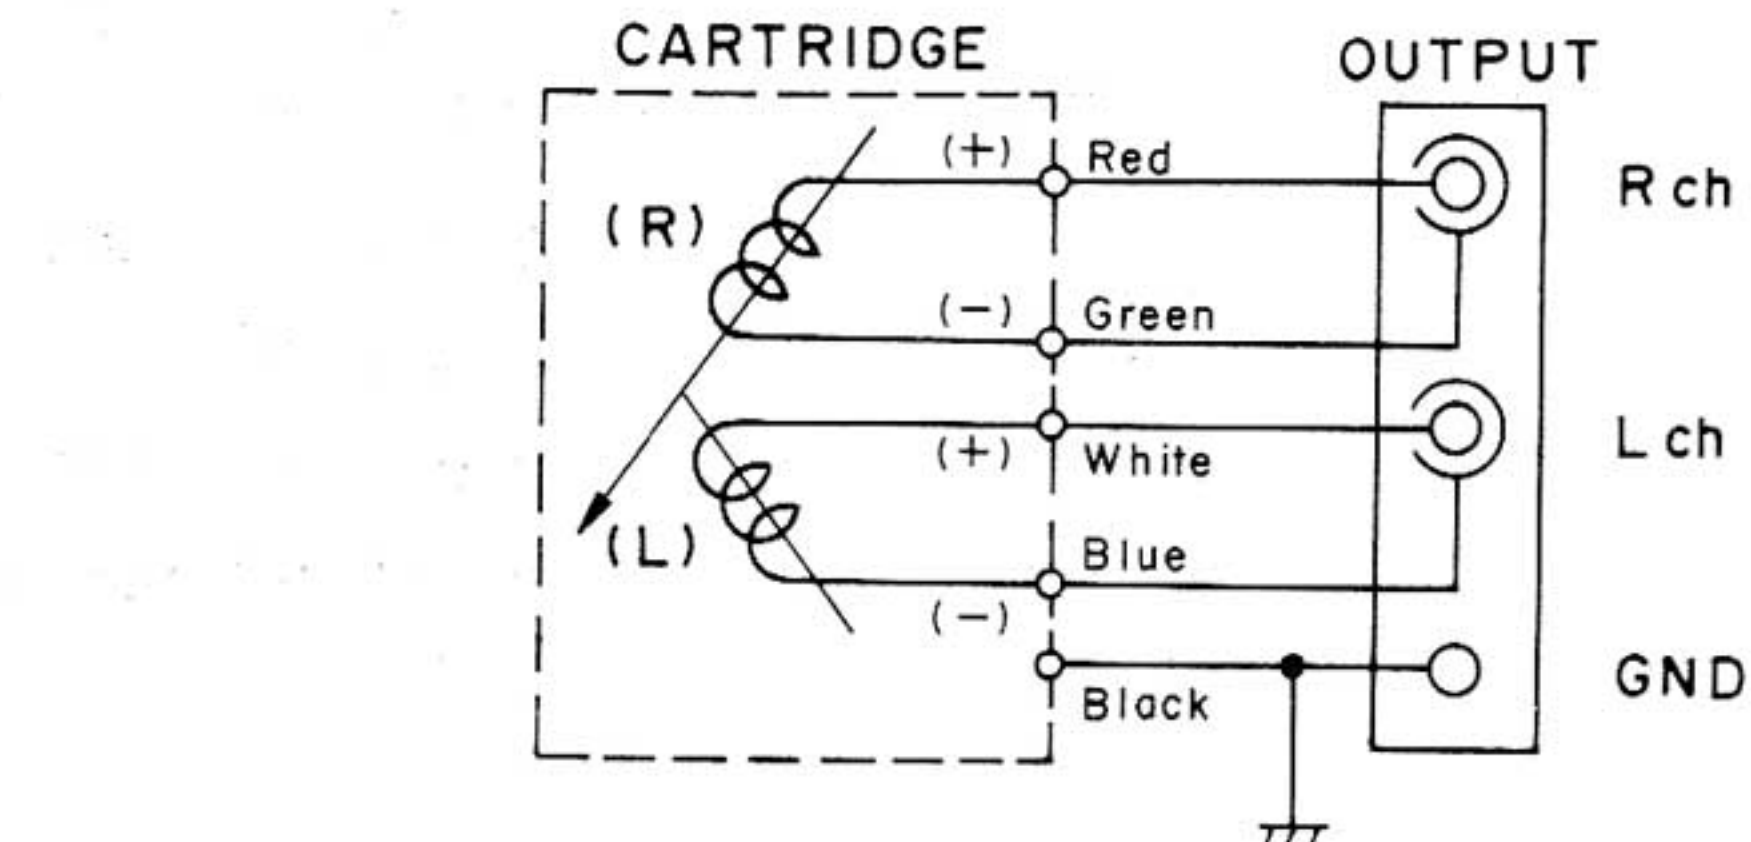 CARTRIDGE
OUTPUT
(+) Red
R ch
(R)
(-) Green
L ch
(+) White
(L)
Blue
(-)
GND
Black